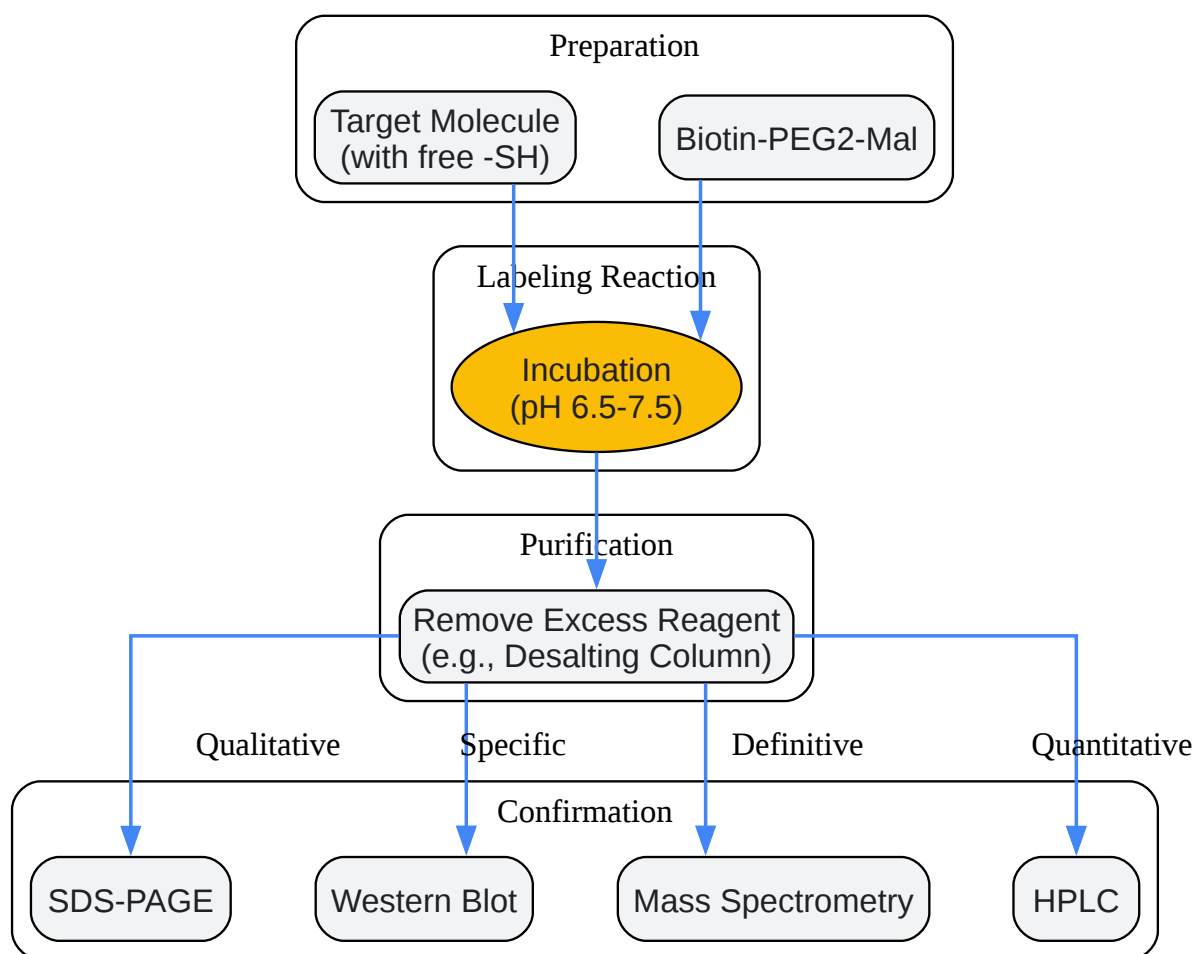 Preparation
Target Molecule
(with free -SH)
Biotin-PEG2-Mal
Labeling Reaction
Incubation
(pH 6.5-7.5)
Purification
Remove Excess Reagent
(e.g., Desalting Column)
Qualitative
Specific
Definitive
Quantitative
Confirmation
SDS-PAGE
Western Blot
Mass Spectrometry
HPLC